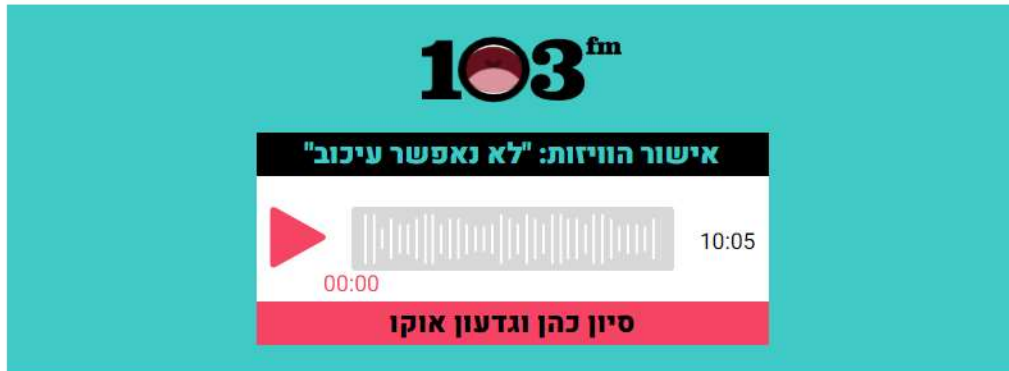 103fm
אישור הוויזות: "לא נאפשר עיכוב"
10:05
00:00
סיון כהן וגדעון אוקו